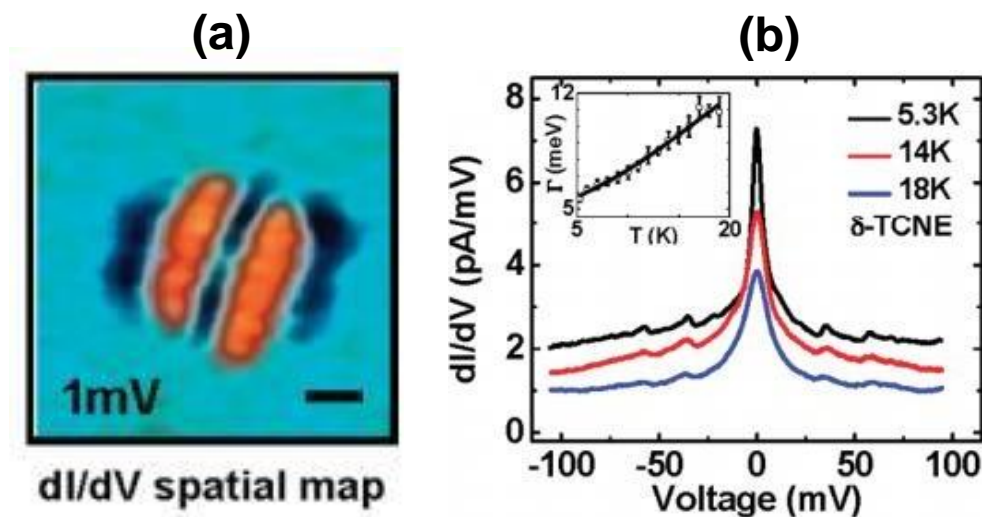 (a)
1mV
dI/dV spatial map
(b)
dI/dV (pA/mV)
8
6
4
2
0
-100 -50 0 50 100
Voltage (mV)
5.3K
14K
18K
δ-TCNE
Γ (meV)
12
5
5 20
T (K)